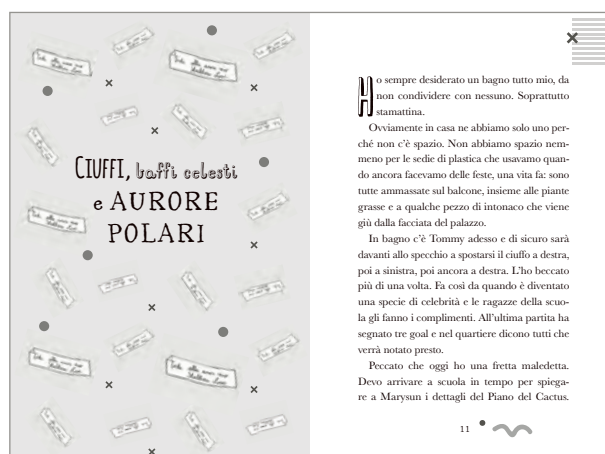 CIUFFI, baffi celesti
e AURORE
POLARI
Ho sempre desiderato un bagno tutto mio, da
non condividere con nessuno. Soprattutto
stamattina.
Ovviamente in casa ne abbiamo solo uno per-
ché non c'è spazio. Non abbiamo spazio nem-
meno per le sedie di plastica che usavamo quan-
do ancora facevamo delle feste, una vita fa: sono
tutte ammassate sul balcone, insieme alle piante
grasse e a qualche pezzo di intonaco che viene
giù dalla facciata del palazzo.
In bagno c'è Tommy adesso e di sicuro sarà
davanti allo specchio a spostarsi il ciuffo a destra,
poi a sinistra, poi ancora a destra. L'ho beccato
più di una volta. Fa così da quando è diventato
una specie di celebrità e le ragazze della scuo-
la gli fanno i complimenti. All'ultima partita ha
segnato tre goal e nel quartiere dicono tutti che
verrà notato presto.
Peccato che oggi ho una fretta maledetta.
Devo arrivare a scuola in tempo per spiega-
re a Marysun i dettagli del Piano del Cactus.
11